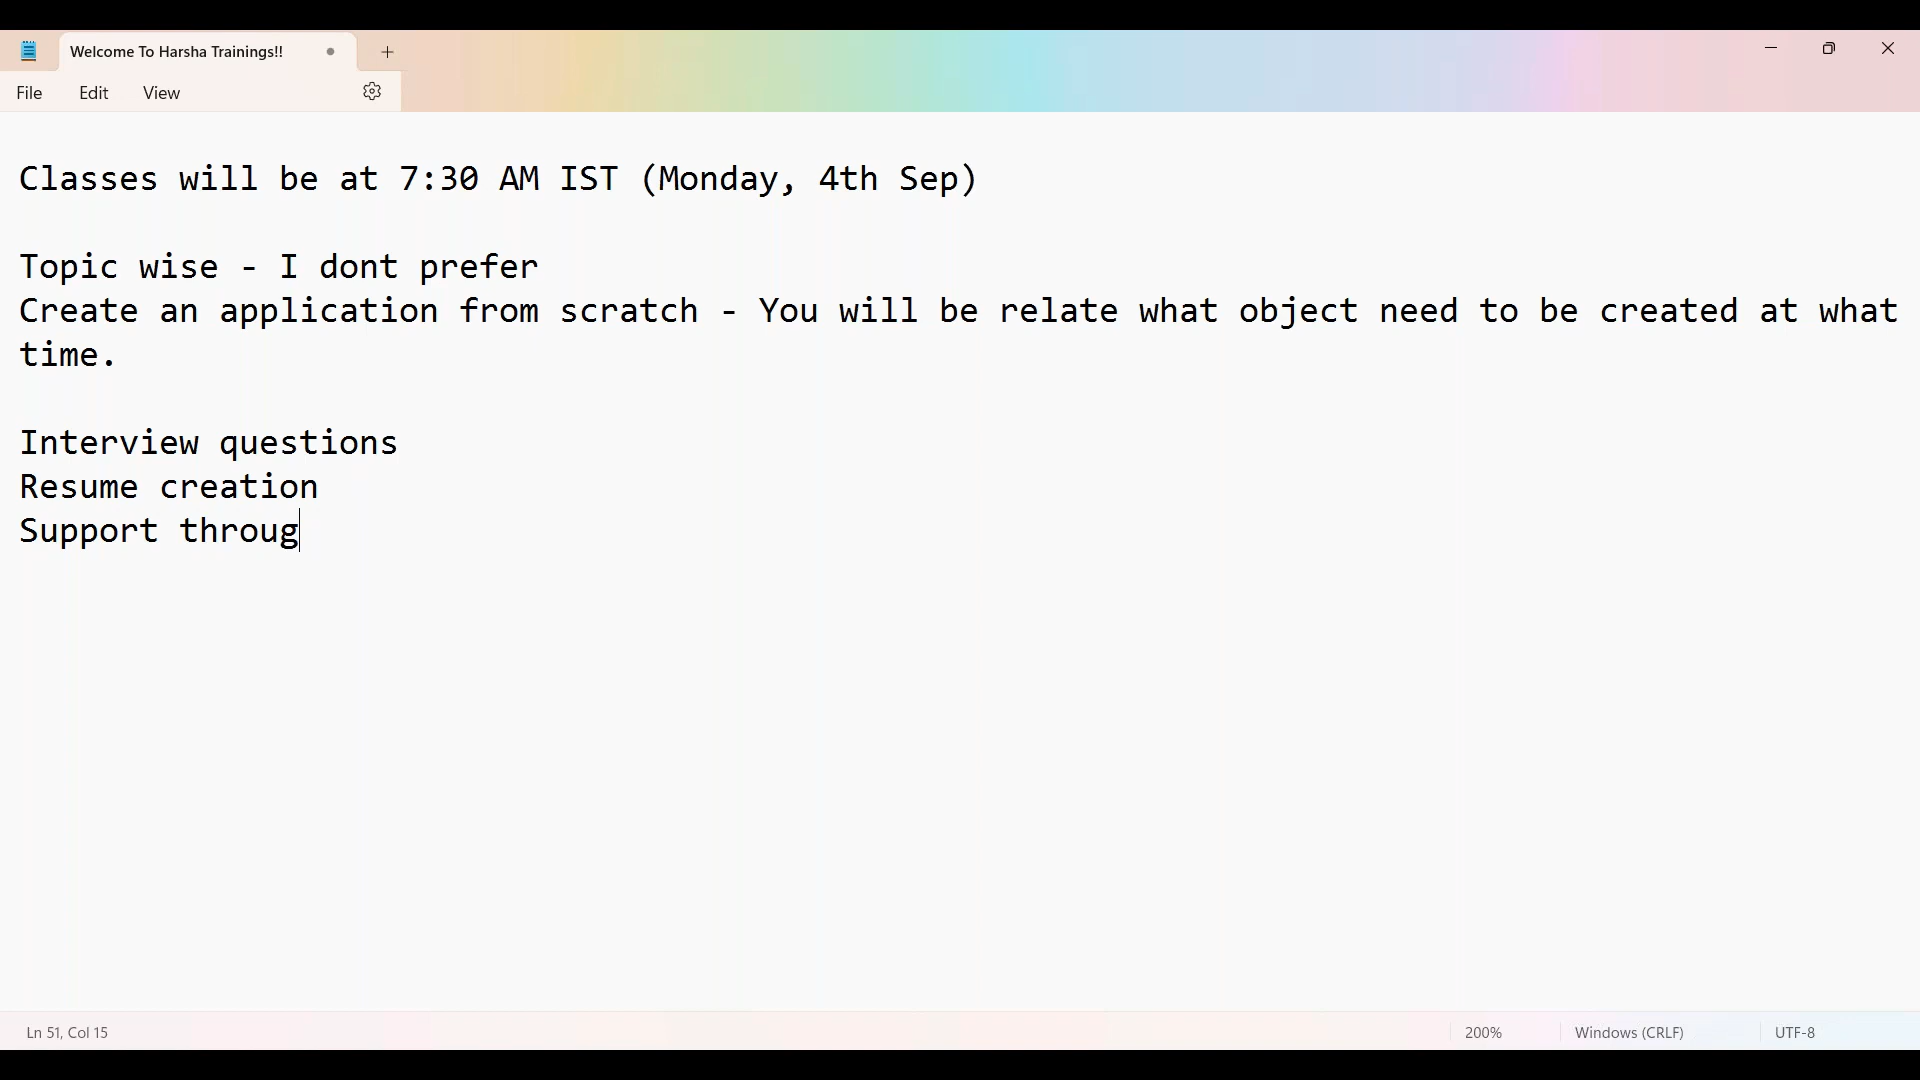 Welcome To Harsha Trainings!!
File Edit View
Classes will be at 7:30 AM IST (Monday, 4th Sep)
Topic wise - I dont prefer
Create an application from scratch - You will be relate what object need to be created at what
time.
Interview questions
Resume creation
Support throug
Ln 51, Col 15 200% Windows (CRLF) UTF-8